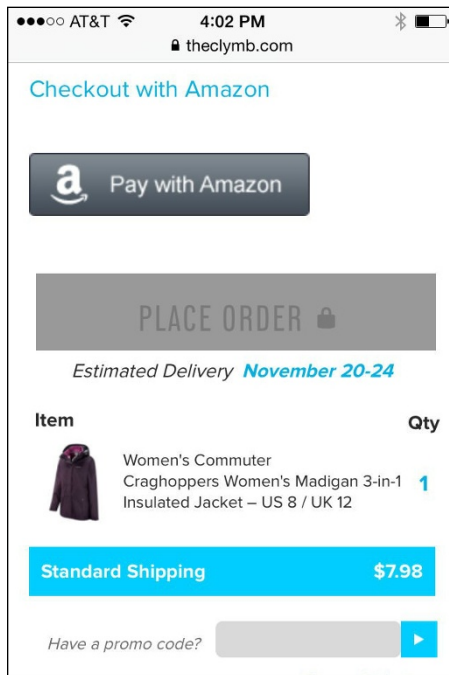 AT&T 4:02 PM
theclymb.com
Checkout with Amazon
a Pay with Amazon
PLACE ORDER
Estimated Delivery November 20-24
Item Qty
Women's Commuter
Craghoppers Women's Madigan 3-in-1 1
Insulated Jacket – US 8 / UK 12
Standard Shipping $7.98
Have a promo code?